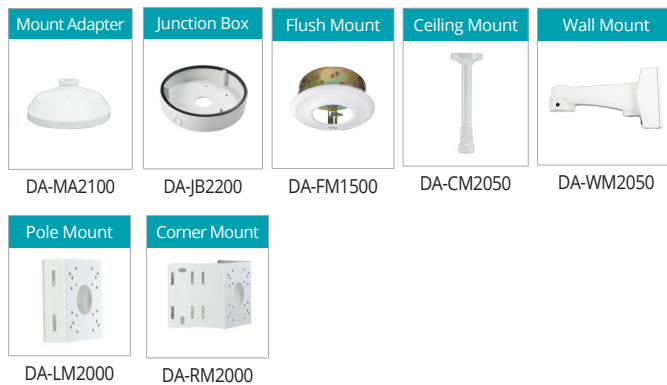 Mount Adapter
Junction Box
Flush Mount
Ceiling Mount
Wall Mount
DA-MA2100
DA-JB2200
DA-FM1500
DA-CM2050
DA-WM2050
Pole Mount
Corner Mount
DA-LM2000
DA-RM2000